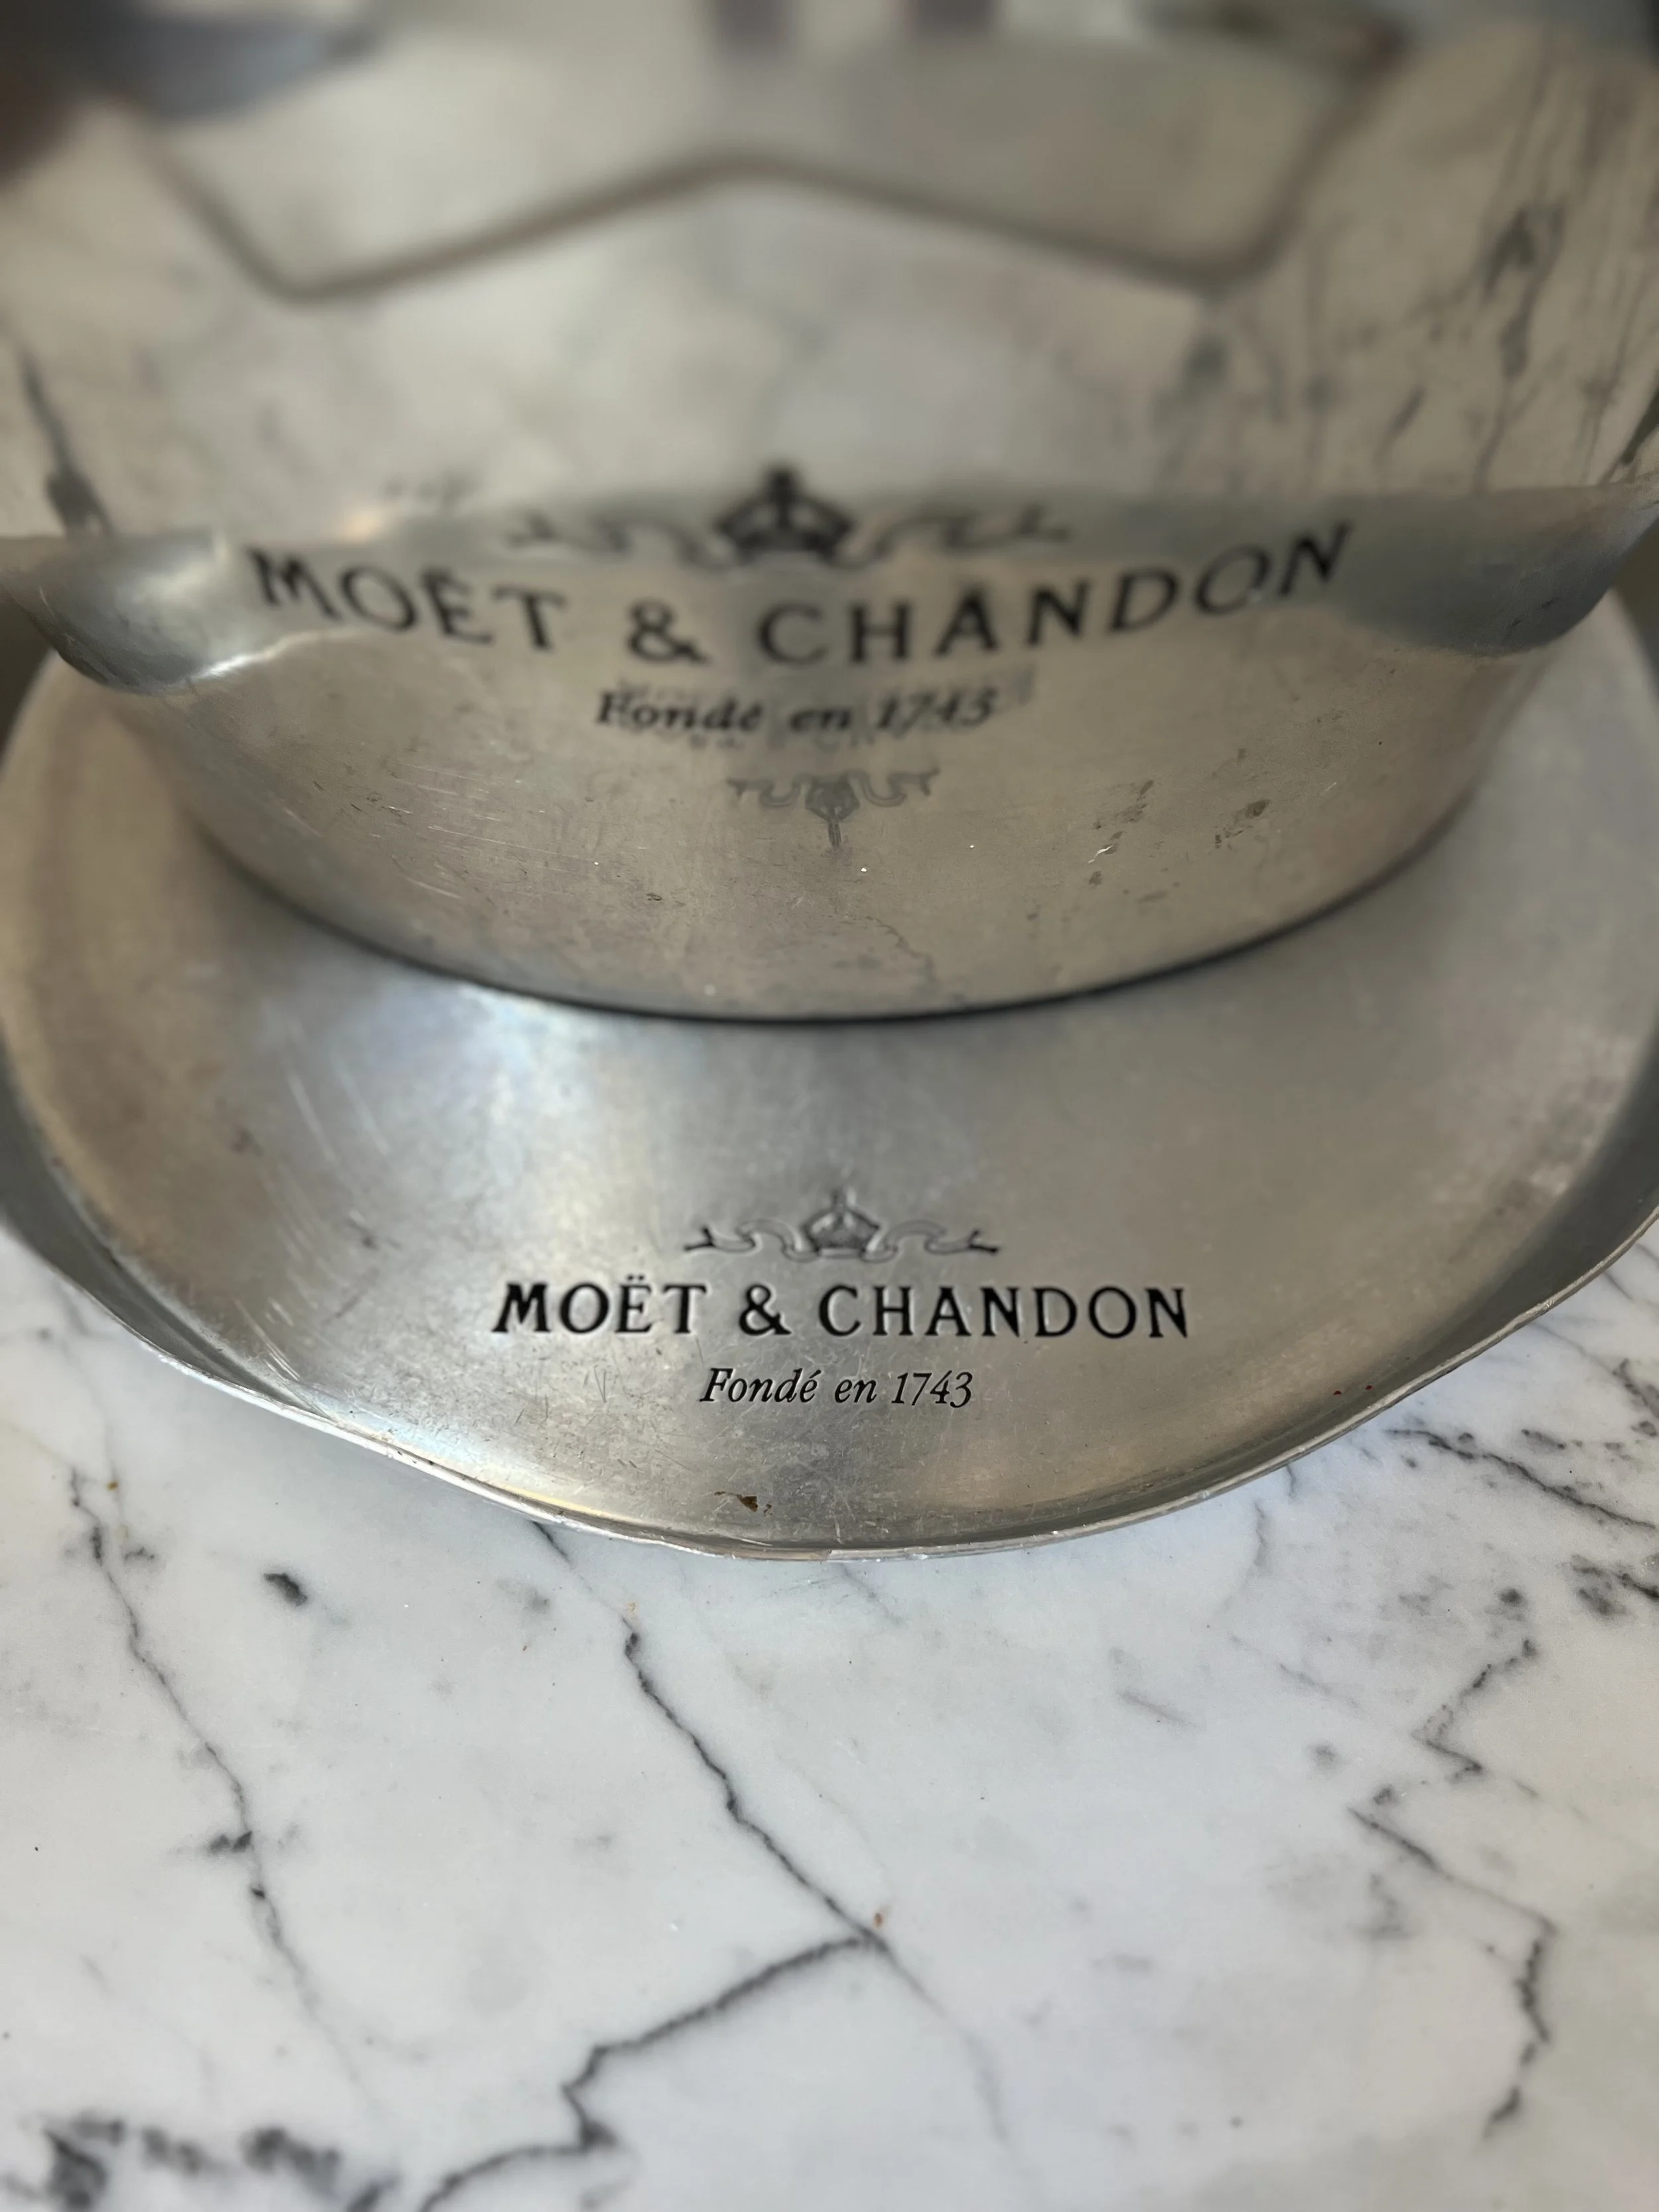 MOËT & CHANDON
Fondé en 1743
MOËT & CHANDON
Fondé en 1743